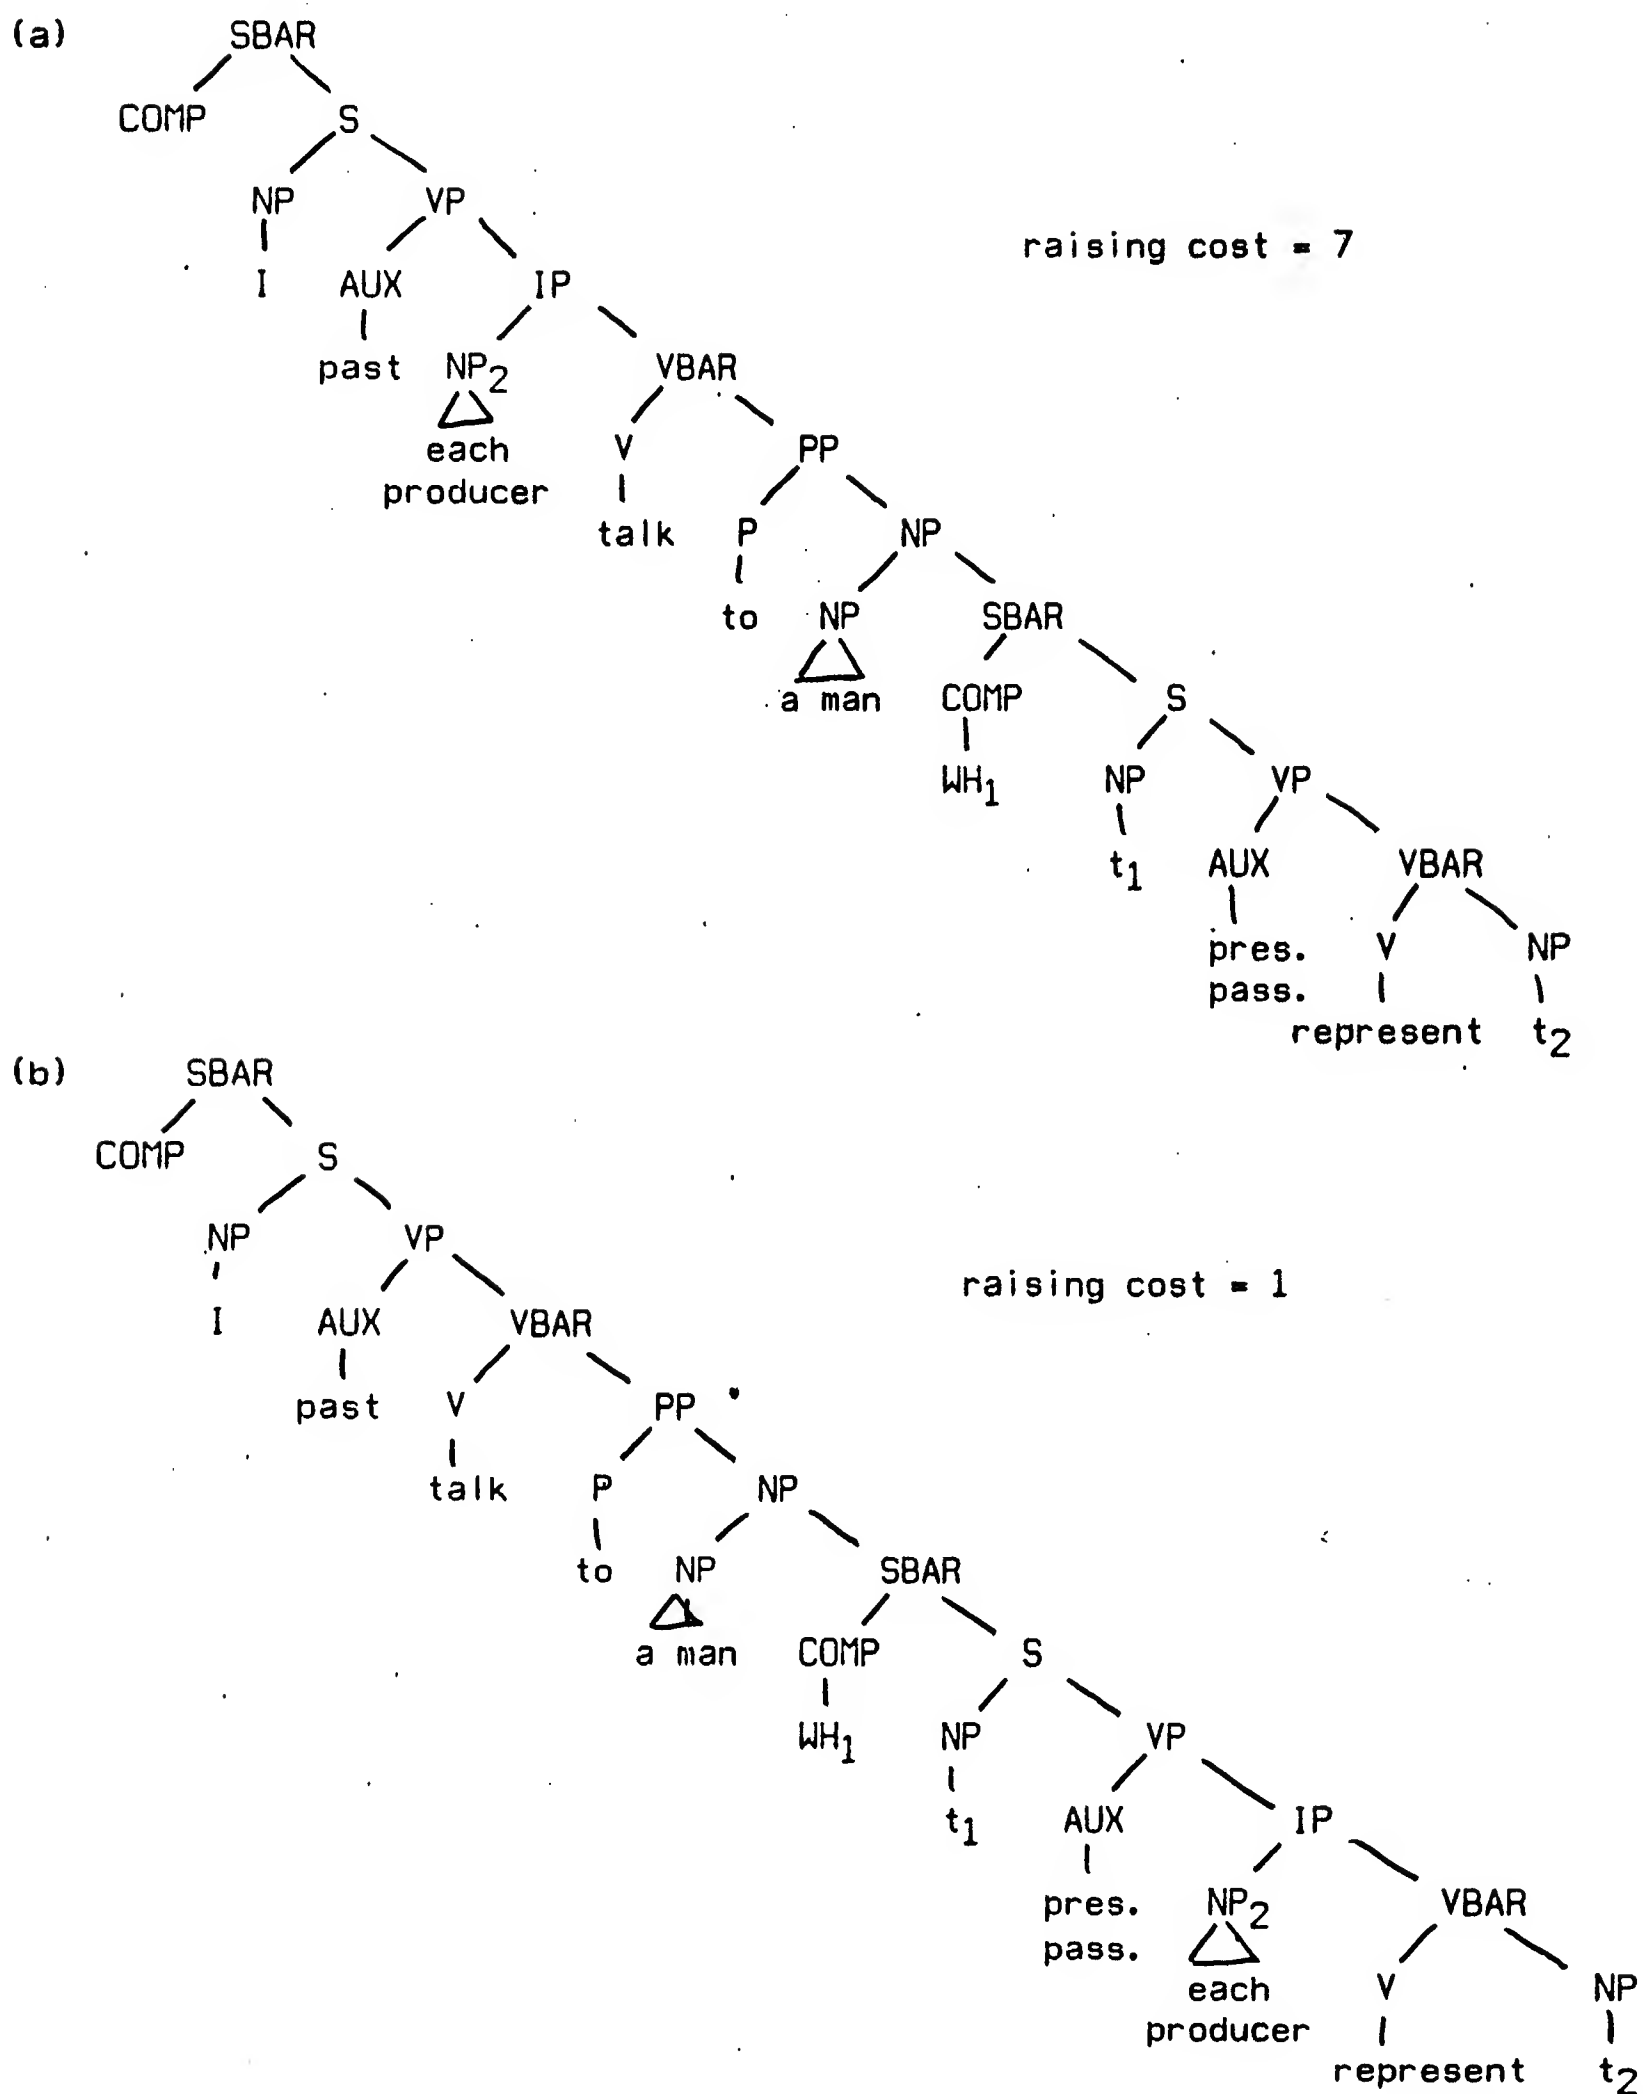 (a) SBAR
COMP S
NP VP
raising cost = 7
I AUX IP
past NP2 VBAR
each V PP
producer
talk P NP
to NP SBAR
a man COMP S
WH1 NP VP
t1 AUX VBAR
pres. V NP
pass.
represent t2
(b) SBAR
COMP S
NP VP
raising cost = 1
I AUX VBAR
past V PP
talk P NP
to NP SBAR
a man COMP S
WH1 NP VP
t1 AUX IP
pres. NP2 VBAR
pass.
each V NP
producer
represent t2